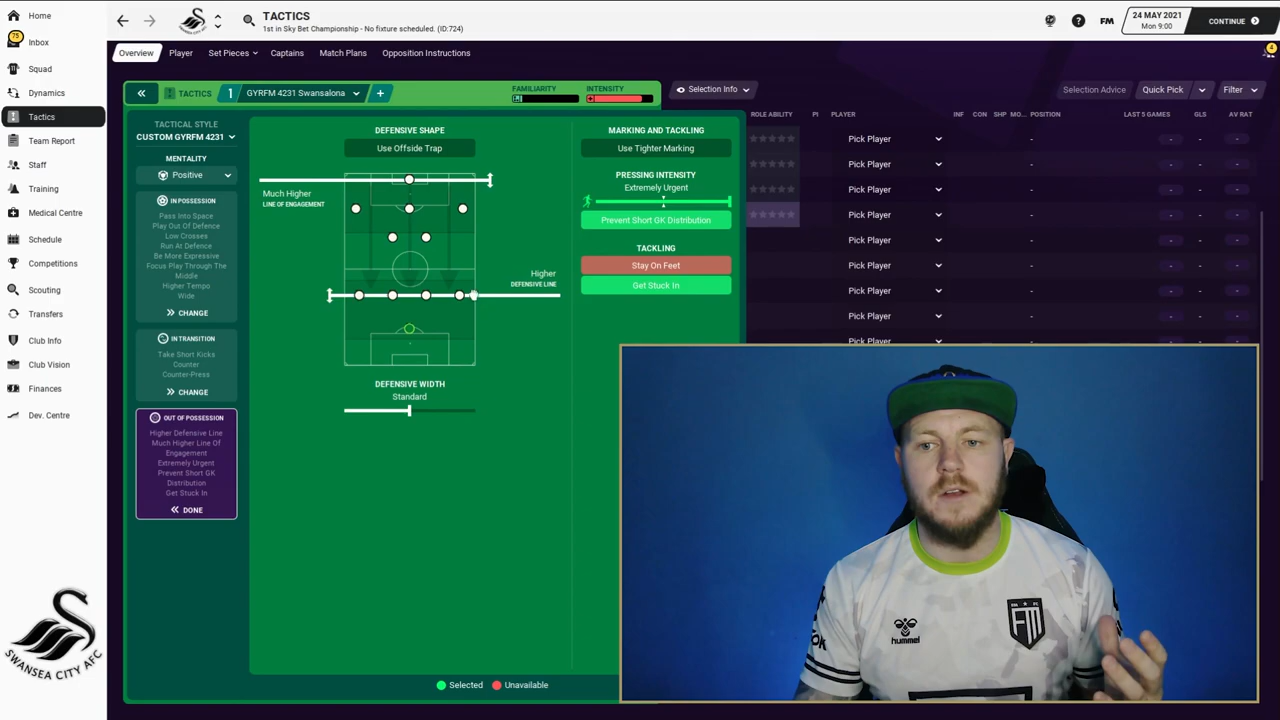 Home
Inbox
75
Squad
Dynamics
Tactics
Team Report
Staff
Training
Medical Centre
Schedule
Competitions
Scouting
Transfers
Club Info
Club Vision
Finances
Dev. Centre
SWANSEA CITY AFC
TACTICS
1st in Sky Bet Championship - No fixture scheduled. (ID:724)
FM
24 MAY 2021
Mon 9:00
CONTINUE
4
Overview
Player
Set Pieces
Captains
Match Plans
Opposition Instructions
TACTICS
1
GYRFM 4231 Swansalona
FAMILIARITY
INTENSITY
Selection Info
Selection Advice
Quick Pick
Filter
TACTICAL STYLE
CUSTOM GYRFM 4231
MENTALITY
Positive
IN POSSESSION
Pass Into Space
Play Out Of Defence
Low Crosses
Run At Defence
Be More Expressive
Focus Play Through The
Middle
Higher Tempo
Wide
CHANGE
IN TRANSITION
Take Short Kicks
Counter
Counter-Press
CHANGE
OUT OF POSSESSION
Higher Defensive Line
Much Higher Line Of
Engagement
Extremely Urgent
Prevent Short GK
Distribution
Get Stuck In
DONE
DEFENSIVE SHAPE
Use Offside Trap
Much Higher
LINE OF ENGAGEMENT
Higher
DEFENSIVE LINE
DEFENSIVE WIDTH
Standard
MARKING AND TACKLING
Use Tighter Marking
PRESSING INTENSITY
Extremely Urgent
Prevent Short GK Distribution
TACKLING
Stay On Feet
Get Stuck In
Selected
Unavailable
ROLE ABILITY PI PLAYER INF CON SHP MO... POSITION LAST 5 GAMES GLS AV RAT
Pick Player - - - -
Pick Player - - - -
Pick Player - - - -
Pick Player - - - -
Pick Player - - - -
Pick Player - - - -
Pick Player - - - -
Pick Player - - - -
Pick Player
hummel
FM